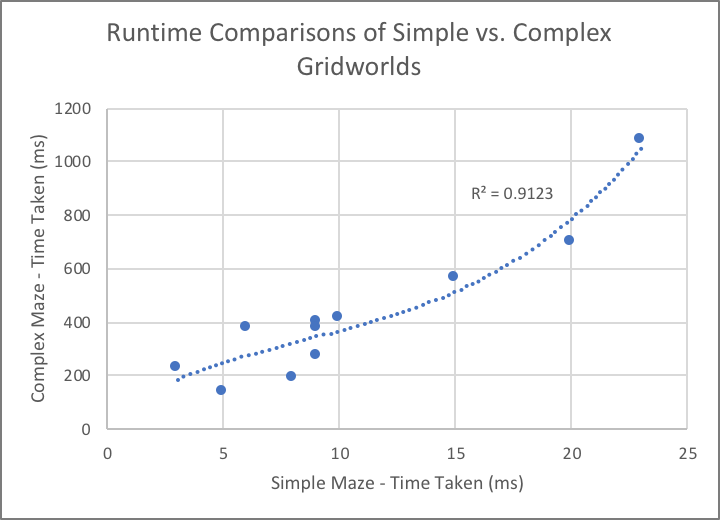 Runtime Comparisons of Simple vs. Complex
Gridworlds
Complex Maze - Time Taken (ms)
1200
1000
800
600
400
200
0
R² = 0.9123
0 5 10 15 20 25
Simple Maze - Time Taken (ms)